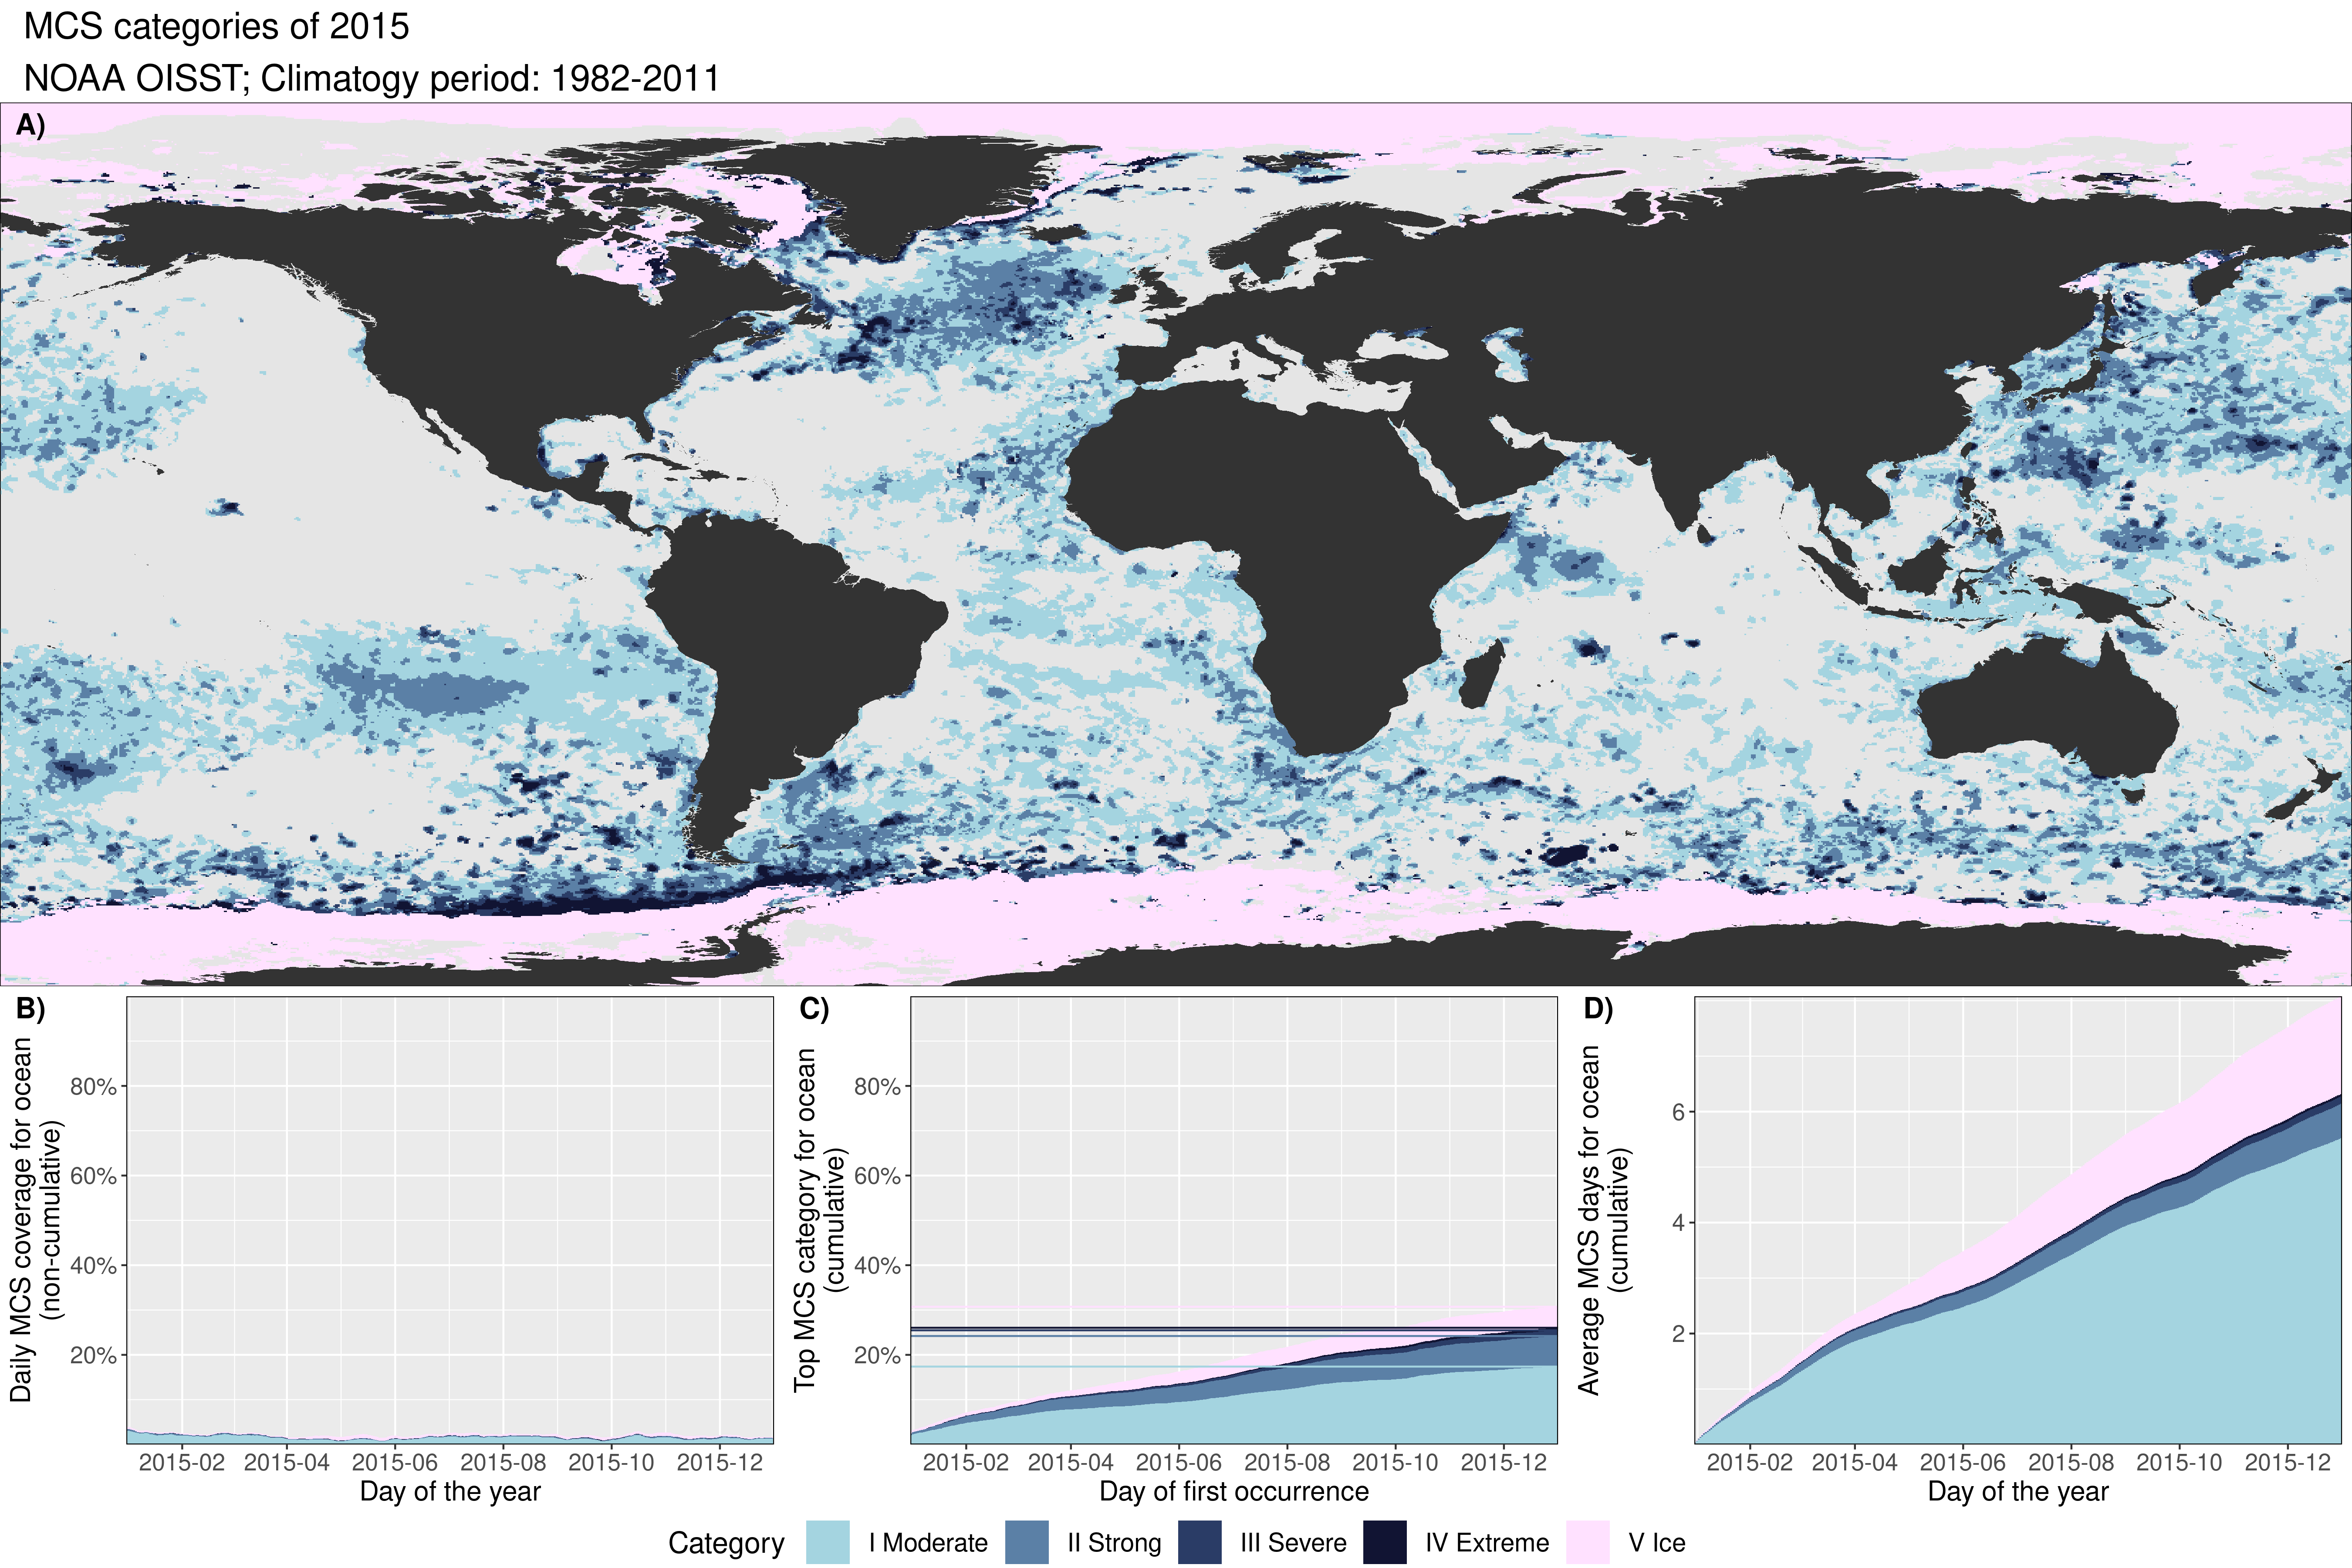 MCS categories of 2015
NOAA OISST; Climatogy period: 1982-2011
A)
B)
Daily MCS coverage for ocean
(non-cumulative)
80%
60%
40%
20%
2015-02 2015-04 2015-06 2015-08 2015-10 2015-12
Day of the year
C)
Top MCS category for ocean
(cumulative)
80%
60%
40%
20%
2015-02 2015-04 2015-06 2015-08 2015-10 2015-12
Day of first occurrence
D)
Average MCS days for ocean
(cumulative)
6
4
2
2015-02 2015-04 2015-06 2015-08 2015-10 2015-12
Day of the year
Category I Moderate II Strong III Severe IV Extreme V Ice